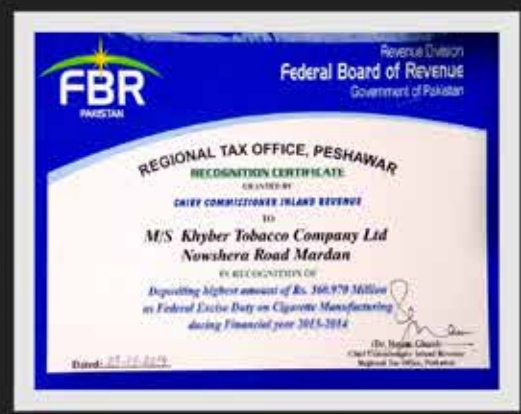 FBR
PAKISTAN
Revenue Division
Federal Board of Revenue
Government of Pakistan
REGIONAL TAX OFFICE, PESHAWAR
RECOGNITION CERTIFICATE
GRANTED BY
CHIEF COMMISSIONER INLAND REVENUE
TO
M/S Khyber Tobacco Company Ltd
Nowshera Road Mardan
IN RECOGNITION OF
Depositing highest amount of Rs. Million
as Federal Excise Duty on Cigarette Manufacturing
during Financial year 2013-2014
(Dr.
Chief Commissioner Inland Revenue
Regional Tax Office, Peshawar
Dated: